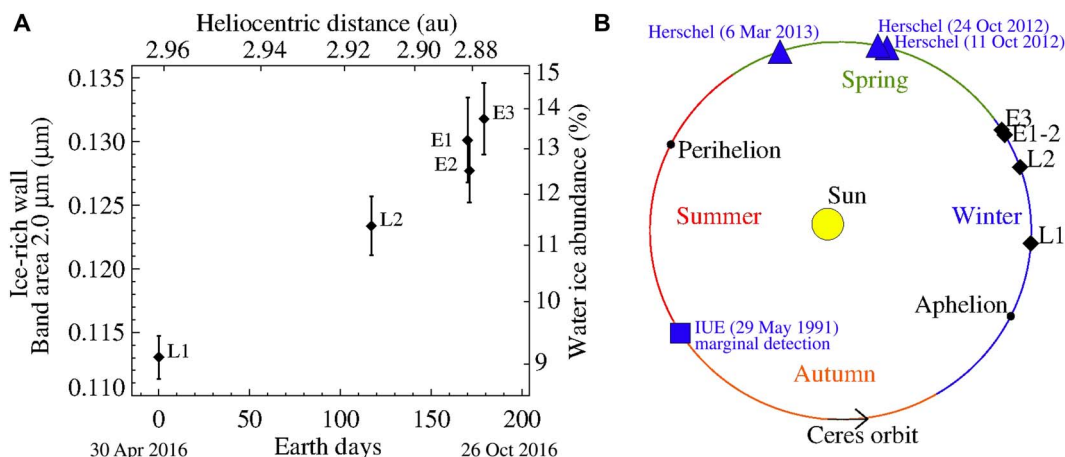 A
Heliocentric distance (au)
2.96 2.94 2.92 2.90 2.88
Ice-rich wall
Band area 2.0 μm (μm)
0.135
0.130
0.125
0.120
0.115
0.110
E3
E1
E2
L2
L1
15
14
13
12
11
10
9
Water ice abundance (%)
0 50 100 150 200
30 Apr 2016 Earth days 26 Oct 2016
B
Herschel (6 Mar 2013)
Herschel (24 Oct 2012)
Herschel (11 Oct 2012)
Spring
E3
E1-2
L2
Perihelion
Sun
Summer
Winter
L1
Aphelion
IUE (29 May 1991)
marginal detection
Autumn
Ceres orbit